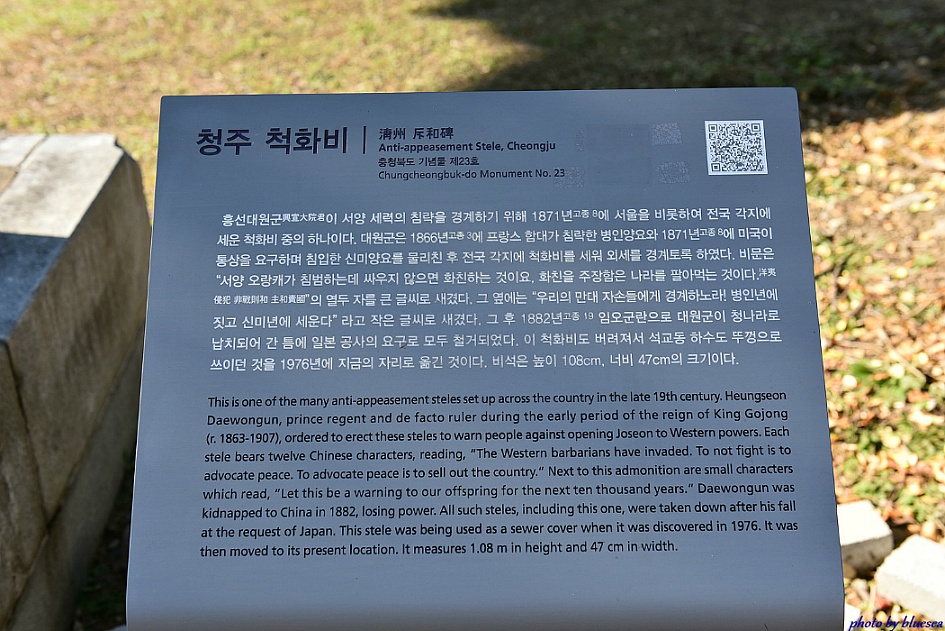 청주 척화비
淸州 斥和碑
Anti-appeasement Stele, Cheongju
충청북도 기념물 제23호
Chungcheongbuk-do Monument No. 23
흥선대원군興宣大院君이 서양 세력의 침략을 경계하기 위해 1871년고종 8에 서울을 비롯하여 전국 각지에
세운 척화비 중의 하나이다. 대원군은 1866년고종 3에 프랑스 함대가 침략한 병인양요와 1871년고종 8에 미국이
통상을 요구하며 침입한 신미양요를 물리친 후 전국 각지에 척화비를 세워 외세를 경계토록 하였다. 비문은
“서양 오랑캐가 침범하는데 싸우지 않으면 화친하는 것이요, 화친을 주장함은 나라를 팔아먹는 것이다.洋夷
侵犯 非戰則和 主和賣國”의 열두 자를 큰 글씨로 새겼다. 그 옆에는 “우리의 만대 자손들에게 경계하노라! 병인년에
짓고 신미년에 세운다” 라고 작은 글씨로 새겼다. 그 후 1882년고종 19 임오군란으로 대원군이 청나라로
납치되어 간 틈에 일본 공사의 요구로 모두 철거되었다. 이 척화비도 버려져서 석교동 하수도 뚜껑으로
쓰이던 것을 1976년에 지금의 자리로 옮긴 것이다. 비석은 높이 108cm, 너비 47cm의 크기이다.
This is one of the many anti-appeasement steles set up across the country in the late 19th century. Heungseon
Daewongun, prince regent and de facto ruler during the early period of the reign of King Gojong
(r. 1863-1907), ordered to erect these steles to warn people against opening Joseon to Western powers. Each
stele bears twelve Chinese characters, reading, “The Western barbarians have invaded. To not fight is to
advocate peace. To advocate peace is to sell out the country.” Next to this admonition are small characters
which read, “Let this be a warning to our offspring for the next ten thousand years.” Daewongun was
kidnapped to China in 1882, losing power. All such steles, including this one, were taken down after his fall
at the request of Japan. This stele was being used as a sewer cover when it was discovered in 1976. It was
then moved to its present location. It measures 1.08 m in height and 47 cm in width.
photo by bluesea